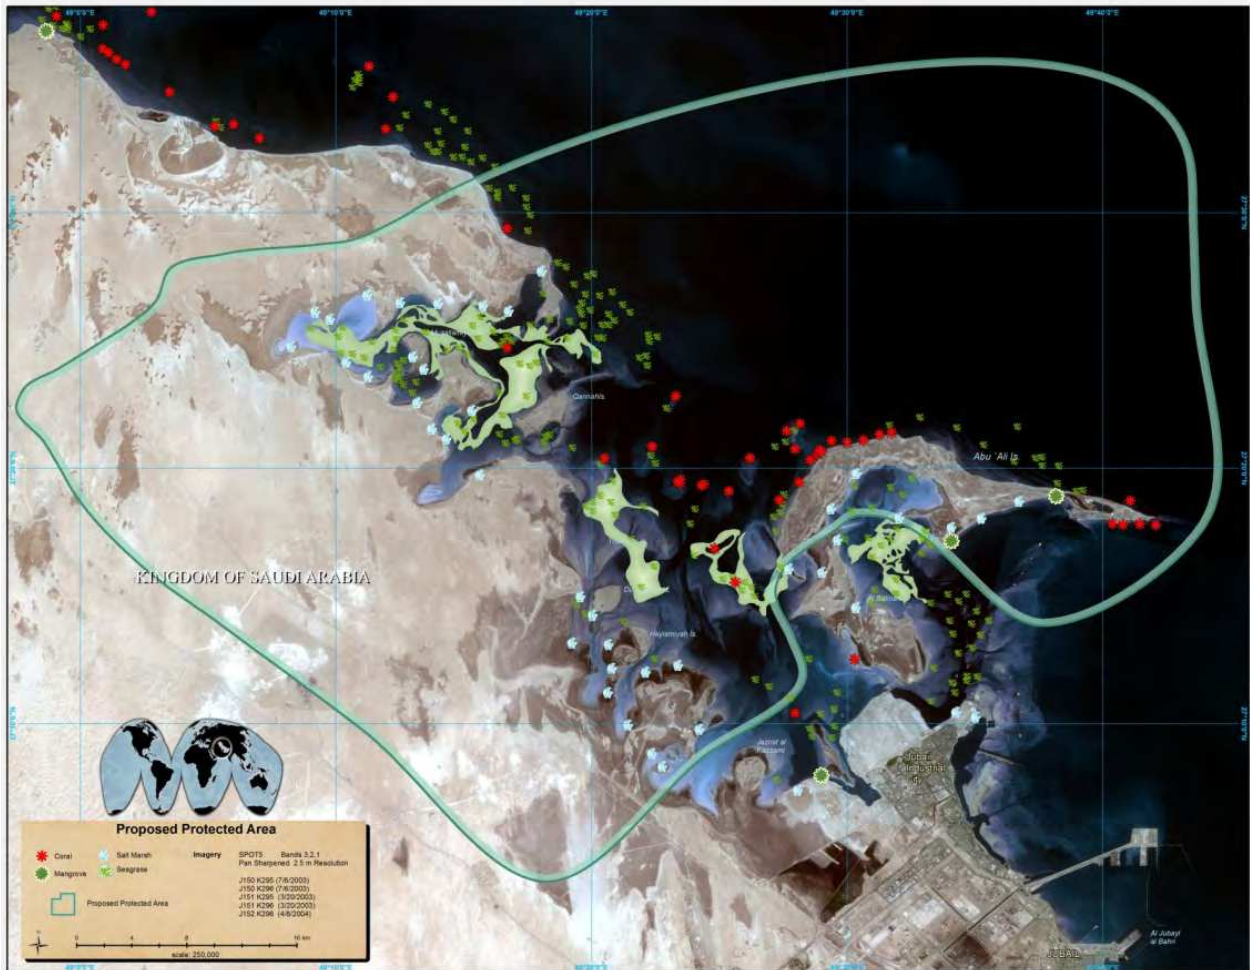 49°0'0"E
49°10'0"E
49°20'0"E
49°30'0"E
49°40'0"E
Qannah Is.
Abu `Ali Is.
KINGDOM OF SAUDI ARABIA
Jubail
Industrial
JUBAIL
Al Jubayl
al Bahri
Proposed Protected Area
Coral
Salt Marsh
Mangrove
Seagrass
Proposed Protected Area
Imagery
SPOT5 Bands 3,2,1
Pan Sharpened 2.5 m Resolution
J150 K295 (7/6/2003)
J150 K296 (7/6/2003)
J151 K295 (3/20/2003)
J151 K296 (3/20/2003)
J152 K296 (4/8/2004)
0 4 8 16 km
scale: 250,000